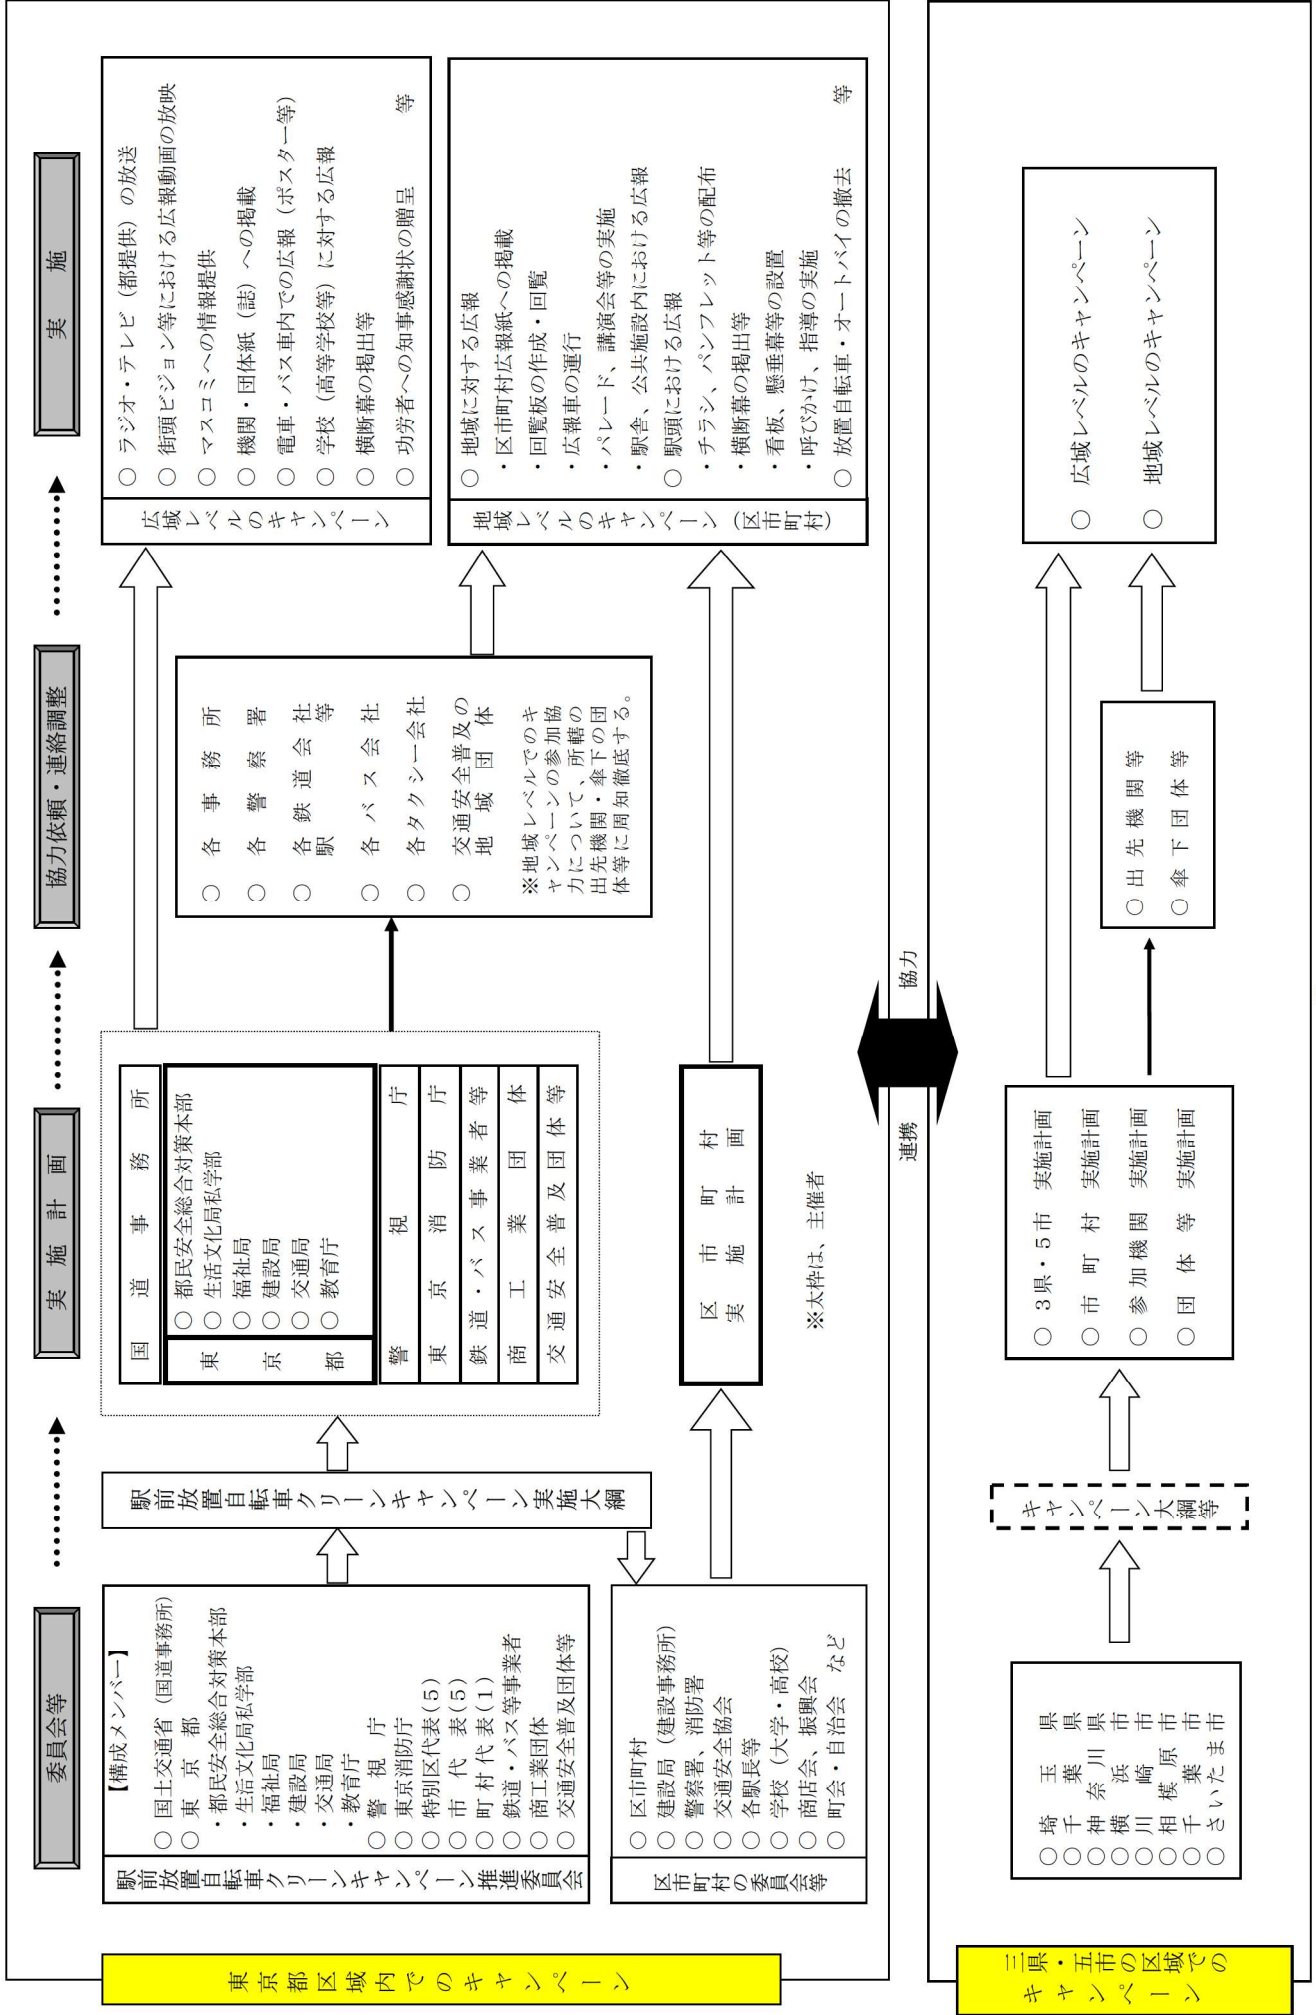 委員会等
実施計画
協力依頼・連絡調整
実施
東京都区域内でのキャンペーン
駅前放置自転車クリーンキャンペーン推進委員会
【構成メンバー】
○ 国土交通省（国道事務所）
○ 東京都
・都民安全総合対策本部
・生活文化局私学部
・福祉局
・建設局
・交通局
・教育庁
○ 警視庁
○ 東京消防庁
○ 特別区代表(５)
○ 市代表(５)
○ 町村代表(１)
○ 鉄道・バス等事業者
○ 商工業団体
○ 交通安全普及団体等
区市町村の委員会等
○ 区市町村
○ 建設局（建設事務所）
○ 警察署、消防署
○ 交通安全協会
○ 各駅長等
○ 学校（大学・高校）
○ 商店会、振興会
○ 町会・自治会 など
駅前放置自転車クリーンキャンペーン実施大綱
国道事務所
東京都
○ 都民安全総合対策本部
○ 生活文化局私学部
○ 福祉局
○ 建設局
○ 交通局
○ 教育庁
警視庁
東京消防庁
鉄道・バス事業者等
商工業団体
交通安全普及団体等
区市町村
実施計画
※太枠は、主催者
○ 各事務所
○ 各警察署
○ 各鉄道会社
駅等
○ 各バス会社
○ 各タクシー会社
○ 交通安全普及の
地域団体
※地域レベルでのキ
ャンペーンの参加協
力について、所轄の
出先機関・傘下の団
体等に周知徹底する。
広域レベルのキャンペーン
○ ラジオ・テレビ（都提供）の放送
○ 街頭ビジョン等における広報動画の放映
○ マスコミへの情報提供
○ 機関・団体紙（誌）への掲載
○ 電車・バス車内での広報（ポスター等）
○ 学校（高等学校等）に対する広報
○ 横断幕の掲出等
○ 功労者への知事感謝状の贈呈 等
地域レベルのキャンペーン（区市町村）
○ 地域に対する広報
・区市町村広報紙への掲載
・回覧板の作成・回覧
・広報車の運行
・パレード、講演会等の実施
・駅舎、公共施設内における広報
○ 駅頭における広報
・チラシ、パンフレット等の配布
・横断幕の掲出等
・看板、懸垂幕等の設置
・呼びかけ、指導の実施
○ 放置自転車・オートバイの撤去 等
連携
協力
三県・五市の区域での
キャンペーン
○ 埼玉県
○ 千葉県
○ 神奈川県
○ 横浜市
○ 川崎市
○ 相模原市
○ 千葉市
○ さいたま市
キャンペーン大綱等
○ ３県・５市 実施計画
○ 市町村 実施計画
○ 参加機関 実施計画
○ 団体等 実施計画
○ 出先機関等
○ 傘下団体等
○ 広域レベルのキャンペーン
○ 地域レベルのキャンペーン